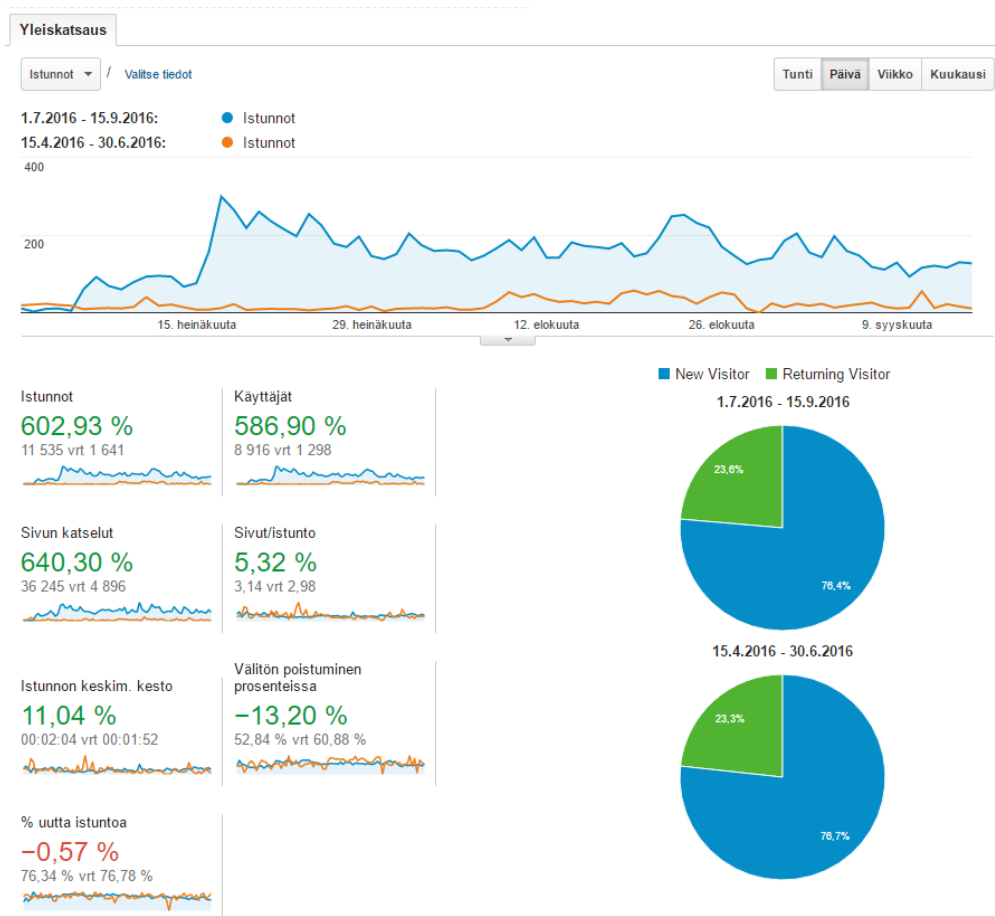 Yleiskatsaus
Istunnot / Valitse tiedot
Tunti Päivä Viikko Kuukausi
1.7.2016 - 15.9.2016: Istunnot
15.4.2016 - 30.6.2016: Istunnot
400
200
15. heinäkuuta 29. heinäkuuta 12. elokuuta 26. elokuuta 9. syyskuuta
Istunnot
602,93 %
11 535 vrt 1 641
Käyttäjät
586,90 %
8 916 vrt 1 298
Sivun katselut
640,30 %
36 245 vrt 4 896
Sivut/istunto
5,32 %
3,14 vrt 2,98
Istunnon keskim. kesto
11,04 %
00:02:04 vrt 00:01:52
Välitön poistuminen
prosenteissa
−13,20 %
52,84 % vrt 60,88 %
% uutta istuntoa
−0,57 %
76,34 % vrt 76,78 %
New Visitor Returning Visitor
1.7.2016 - 15.9.2016
23,6%
76,4%
15.4.2016 - 30.6.2016
23,3%
76,7%